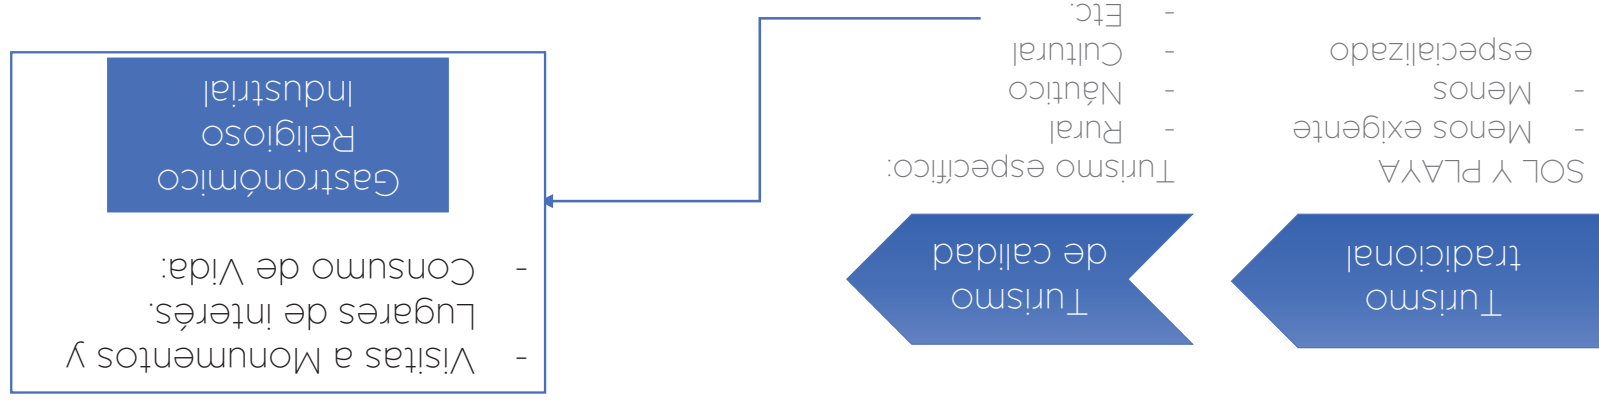 Turismo
tradicional
SOL Y PLAYA
- Menos exigente
- Menos
especializado
Turismo
de calidad
Turismo específico:
- Rural
- Náutico
- Cultural
- Etc.
- Visitas a Monumentos y
Lugares de interés.
- Consumo de Vida:
Gastronómico
Religioso
Industrial